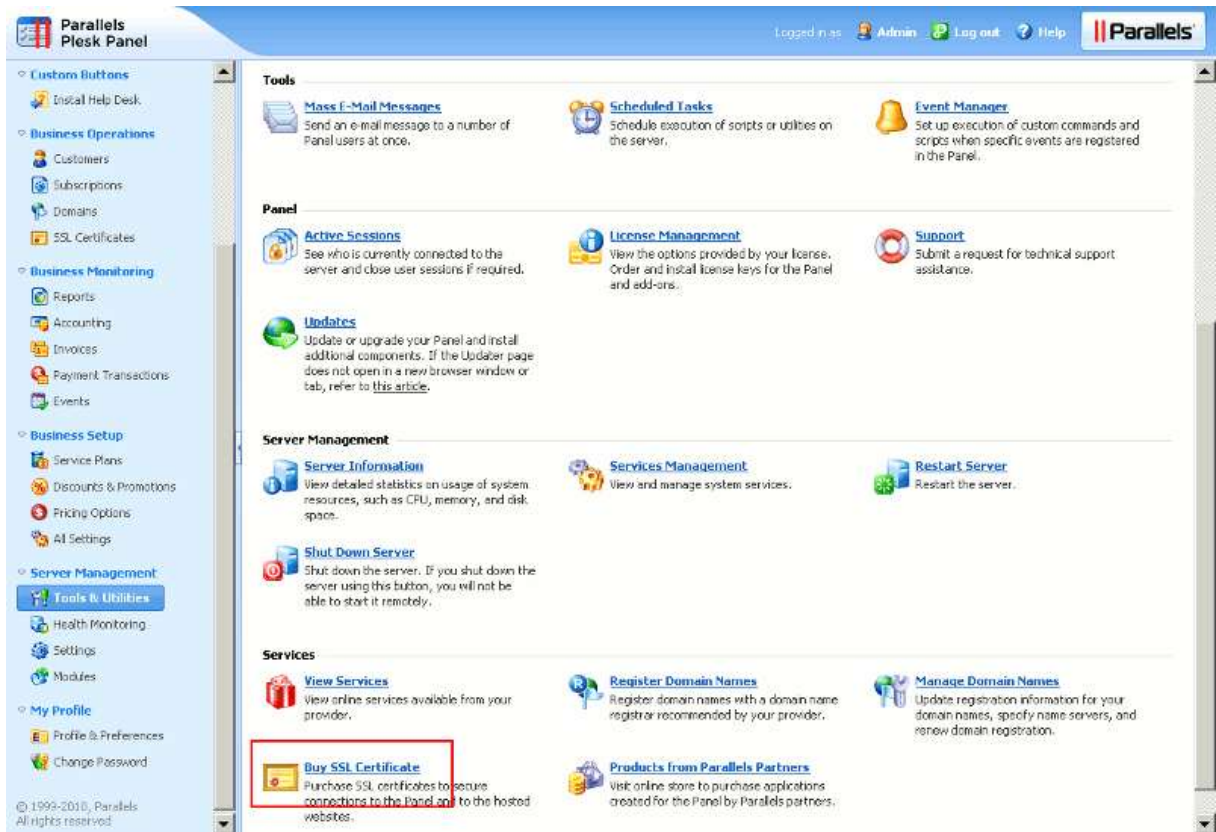 Parallels
Plesk Panel
Logged in as
Admin
Log out
Help
Parallels
Custom Buttons
Install Help Desk
Business Operations
Customers
Subscriptions
Domains
SSL Certificates
Business Monitoring
Reports
Accounting
Invoices
Payment Transactions
Events
Business Setup
Service Plans
Discounts & Promotions
Pricing Options
All Settings
Server Management
Tools & Utilities
Health Monitoring
Settings
Modules
My Profile
Profile & Preferences
Change Password
© 1999-2010, Parallels
All rights reserved
Tools
Mass E-Mail Messages
Send an e-mail message to a number of
Panel users at once.
Scheduled Tasks
Schedule execution of scripts or utilities on
the server.
Event Manager
Set up execution of custom commands and
scripts when specific events are registered
in the Panel.
Panel
Active Sessions
See who is currently connected to the
server and close user sessions if required.
License Management
View the options provided by your license.
Order and install license keys for the Panel
and add-ons.
Support
Submit a request for technical support
assistance.
Updates
Update or upgrade your Panel and install
additional components. If the Updater page
does not open in a new browser window or
tab, refer to this article.
Server Management
Server Information
View detailed statistics on usage of system
resources, such as CPU, memory, and disk
space.
Services Management
View and manage system services.
Restart Server
Restart the server.
Shut Down Server
Shut down the server. If you shut down the
server using this button, you will not be
able to start it remotely.
Services
View Services
View online services available from your
provider.
Register Domain Names
Register domain names with a domain name
registrar recommended by your provider.
Manage Domain Names
Update registration information for your
domain names, specify name servers, and
renew domain registration.
Buy SSL Certificate
Purchase SSL certificates to secure
connections to the Panel and to the hosted
websites.
Products from Parallels Partners
Visit online store to purchase applications
created for the Panel by Parallels partners.